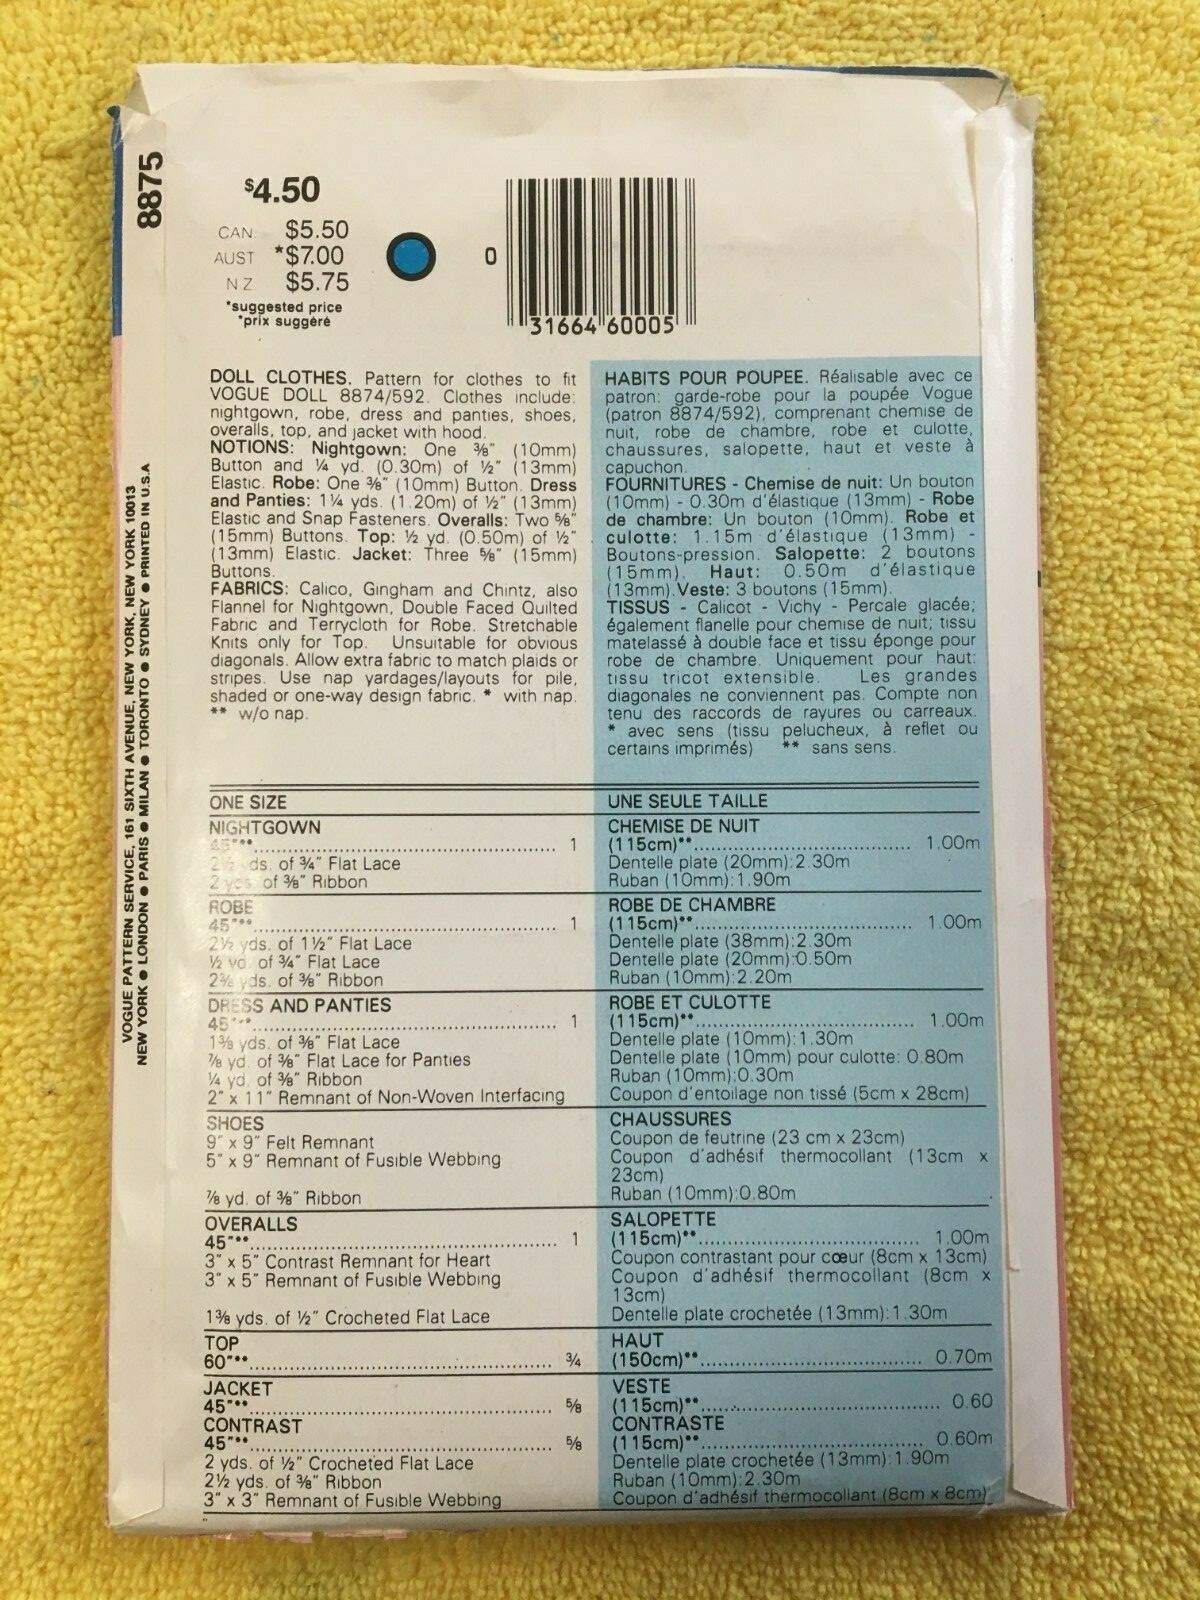 8875
VOGUE PATTERN SERVICE, 161 SIXTH AVENUE, NEW YORK, NEW YORK 10013
NEW YORK ● LONDON ● PARIS ● MILAN ● TORONTO ● SYDNEY ● PRINTED IN U.S.A
$4.50
CAN $5.50
AUST *$7.00
N Z $5.75
*suggested price
*prix suggéré
0
31664 60005
DOLL CLOTHES. Pattern for clothes to fit
VOGUE DOLL 8874/592. Clothes include:
nightgown, robe, dress and panties, shoes,
overalls, top, and jacket with hood.
NOTIONS: Nightgown: One ⅜" (10mm)
Button and ¼ yd. (0.30m) of ½" (13mm)
Elastic. Robe: One ⅜" (10mm) Button. Dress
and Panties: 1¼ yds. (1.20m) of ½" (13mm)
Elastic and Snap Fasteners. Overalls: Two ⅝"
(15mm) Buttons. Top: ½ yd. (0.50m) of ½"
(13mm) Elastic. Jacket: Three ⅝" (15mm)
Buttons.
FABRICS: Calico, Gingham and Chintz, also
Flannel for Nightgown, Double Faced Quilted
Fabric and Terrycloth for Robe. Stretchable
Knits only for Top. Unsuitable for obvious
diagonals. Allow extra fabric to match plaids or
stripes. Use nap yardages/layouts for pile,
shaded or one-way design fabric. * with nap.
** w/o nap.
HABITS POUR POUPEE. Réalisable avec ce
patron: garde-robe pour la poupée Vogue
(patron 8874/592), comprenant chemise de
nuit, robe de chambre, robe et culotte,
chaussures, salopette, haut et veste à
capuchon.
FOURNITURES - Chemise de nuit: Un bouton
(10mm) - 0.30m d'élastique (13mm) - Robe
de chambre: Un bouton (10mm). Robe et
culotte: 1.15m d'élastique (13mm) -
Boutons-pression. Salopette: 2 boutons
(15mm). Haut: 0.50m d'élastique
(13mm).Veste: 3 boutons (15mm).
TISSUS - Calicot - Vichy - Percale glacée;
également flanelle pour chemise de nuit; tissu
matelassé à double face et tissu éponge pour
robe de chambre. Uniquement pour haut:
tissu tricot extensible. Les grandes
diagonales ne conviennent pas. Compte non
tenu des raccords de rayures ou carreaux.
* avec sens (tissu pelucheux, à reflet ou
certains imprimés) ** sans sens.
ONE SIZE
NIGHTGOWN
45"** 1
2½ yds. of ¾" Flat Lace
2 yds. of ⅜" Ribbon
ROBE
45"** 1
2½ yds. of 1½" Flat Lace
½ yd. of ¾" Flat Lace
2⅜ yds. of ⅜" Ribbon
DRESS AND PANTIES
45"** 1
1⅜ yds. of ⅜" Flat Lace
⅞ yd. of ⅜" Flat Lace for Panties
¼ yd. of ⅜" Ribbon
2" x 11" Remnant of Non-Woven Interfacing
SHOES
9" x 9" Felt Remnant
5" x 9" Remnant of Fusible Webbing
⅞ yd. of ⅜" Ribbon
OVERALLS
45"** 1
3" x 5" Contrast Remnant for Heart
3" x 5" Remnant of Fusible Webbing
1⅜ yds. of ½" Crocheted Flat Lace
TOP
60"** ¾
JACKET
45"** ⅝
CONTRAST
45"** ⅝
2 yds. of ½" Crocheted Flat Lace
2½ yds. of ⅜" Ribbon
3" x 3" Remnant of Fusible Webbing
UNE SEULE TAILLE
CHEMISE DE NUIT
(115cm)** 1.00m
Dentelle plate (20mm):2.30m
Ruban (10mm):1.90m
ROBE DE CHAMBRE
(115cm)** 1.00m
Dentelle plate (38mm):2.30m
Dentelle plate (20mm):0.50m
Ruban (10mm):2.20m
ROBE ET CULOTTE
(115cm)** 1.00m
Dentelle plate (10mm):1.30m
Dentelle plate (10mm) pour culotte: 0.80m
Ruban (10mm):0.30m
Coupon d'entoilage non tissé (5cm x 28cm)
CHAUSSURES
Coupon de feutrine (23 cm x 23cm)
Coupon d'adhésif thermocollant (13cm x
23cm)
Ruban (10mm):0.80m
SALOPETTE
(115cm)** 1.00m
Coupon contrastant pour cœur (8cm x 13cm)
Coupon d'adhésif thermocollant (8cm x
13cm)
Dentelle plate crochetée (13mm):1.30m
HAUT
(150cm)** 0.70m
VESTE
(115cm)** 0.60
CONTRASTE
(115cm)** 0.60m
Dentelle plate crochetée (13mm):1.90m
Ruban (10mm):2.30m
Coupon d'adhésif thermocollant (8cm x 8cm)